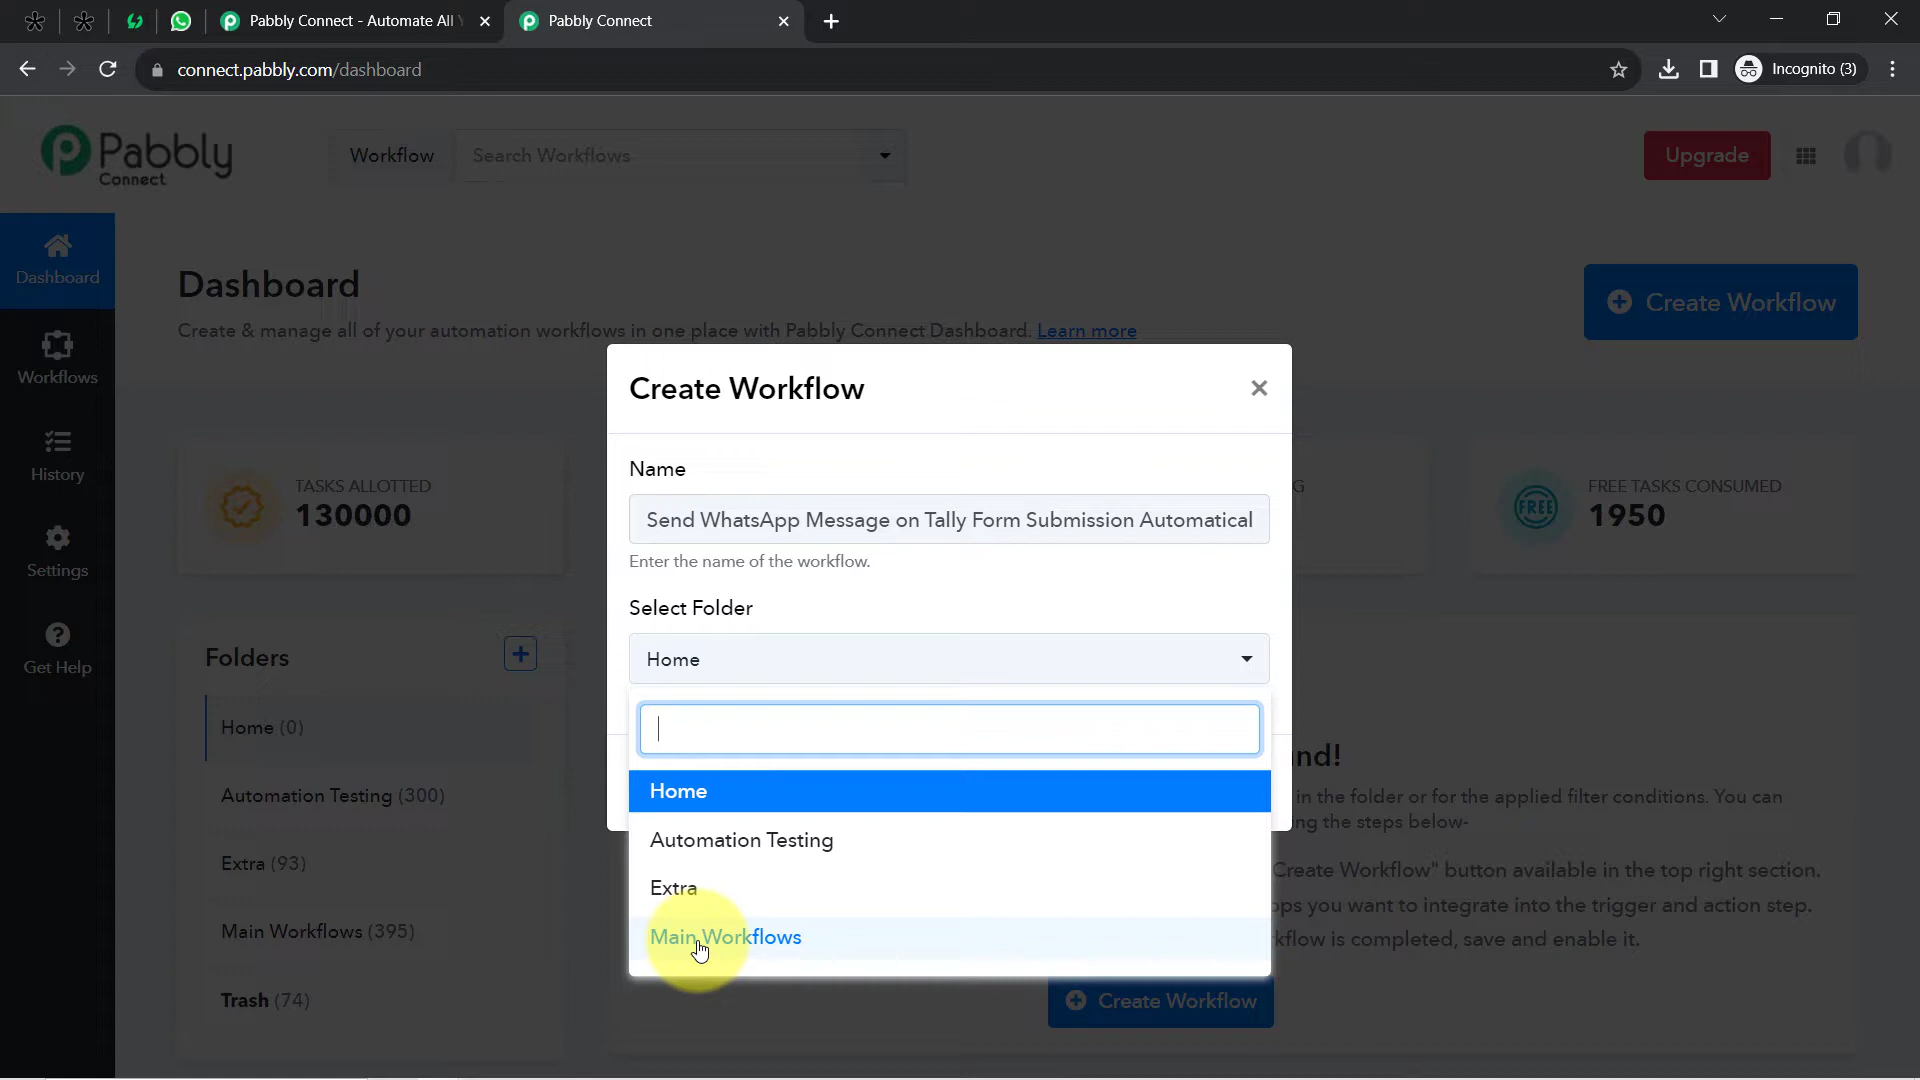 Pabbly Connect - Automate All Y
Pabbly Connect
connect.pabbly.com/dashboard
Incognito (3)
Pabbly
Connect
Workflow
Search Workflows
Upgrade
Dashboard
Workflows
History
Settings
Get Help
Dashboard
Create & manage all of your automation workflows in one place with Pabbly Connect Dashboard. Learn more
Create Workflow
TASKS ALLOTTED
130000
G
FREE
FREE TASKS CONSUMED
1950
Folders
Home (0)
Automation Testing (300)
Extra (93)
Main Workflows (395)
Trash (74)
Create Workflow
Name
Send WhatsApp Message on Tally Form Submission Automatical
Enter the name of the workflow.
Select Folder
Home
Home
Automation Testing
Extra
Main Workflows
nd!
in the folder or for the applied filter conditions. You can
ing the steps below-
Create Workflow" button available in the top right section.
ps you want to integrate into the trigger and action step.
kflow is completed, save and enable it.
Create Workflow